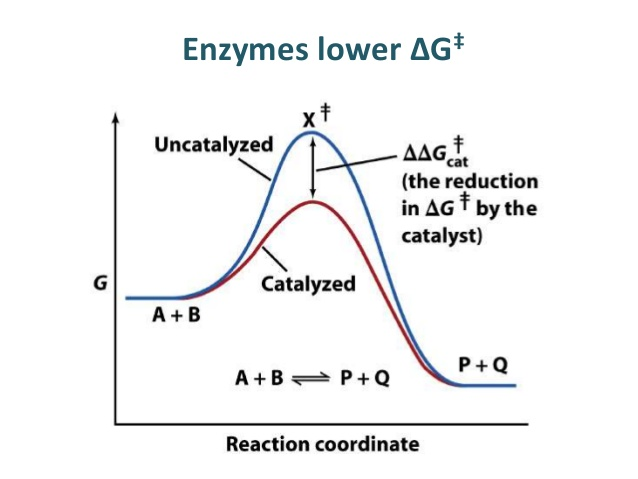 Enzymes lower ΔG‡
X‡
Uncatalyzed
ΔΔG‡cat
(the reduction
in ΔG‡ by the
catalyst)
G
Catalyzed
A + B
P + Q
A + B ⇌ P + Q
Reaction coordinate